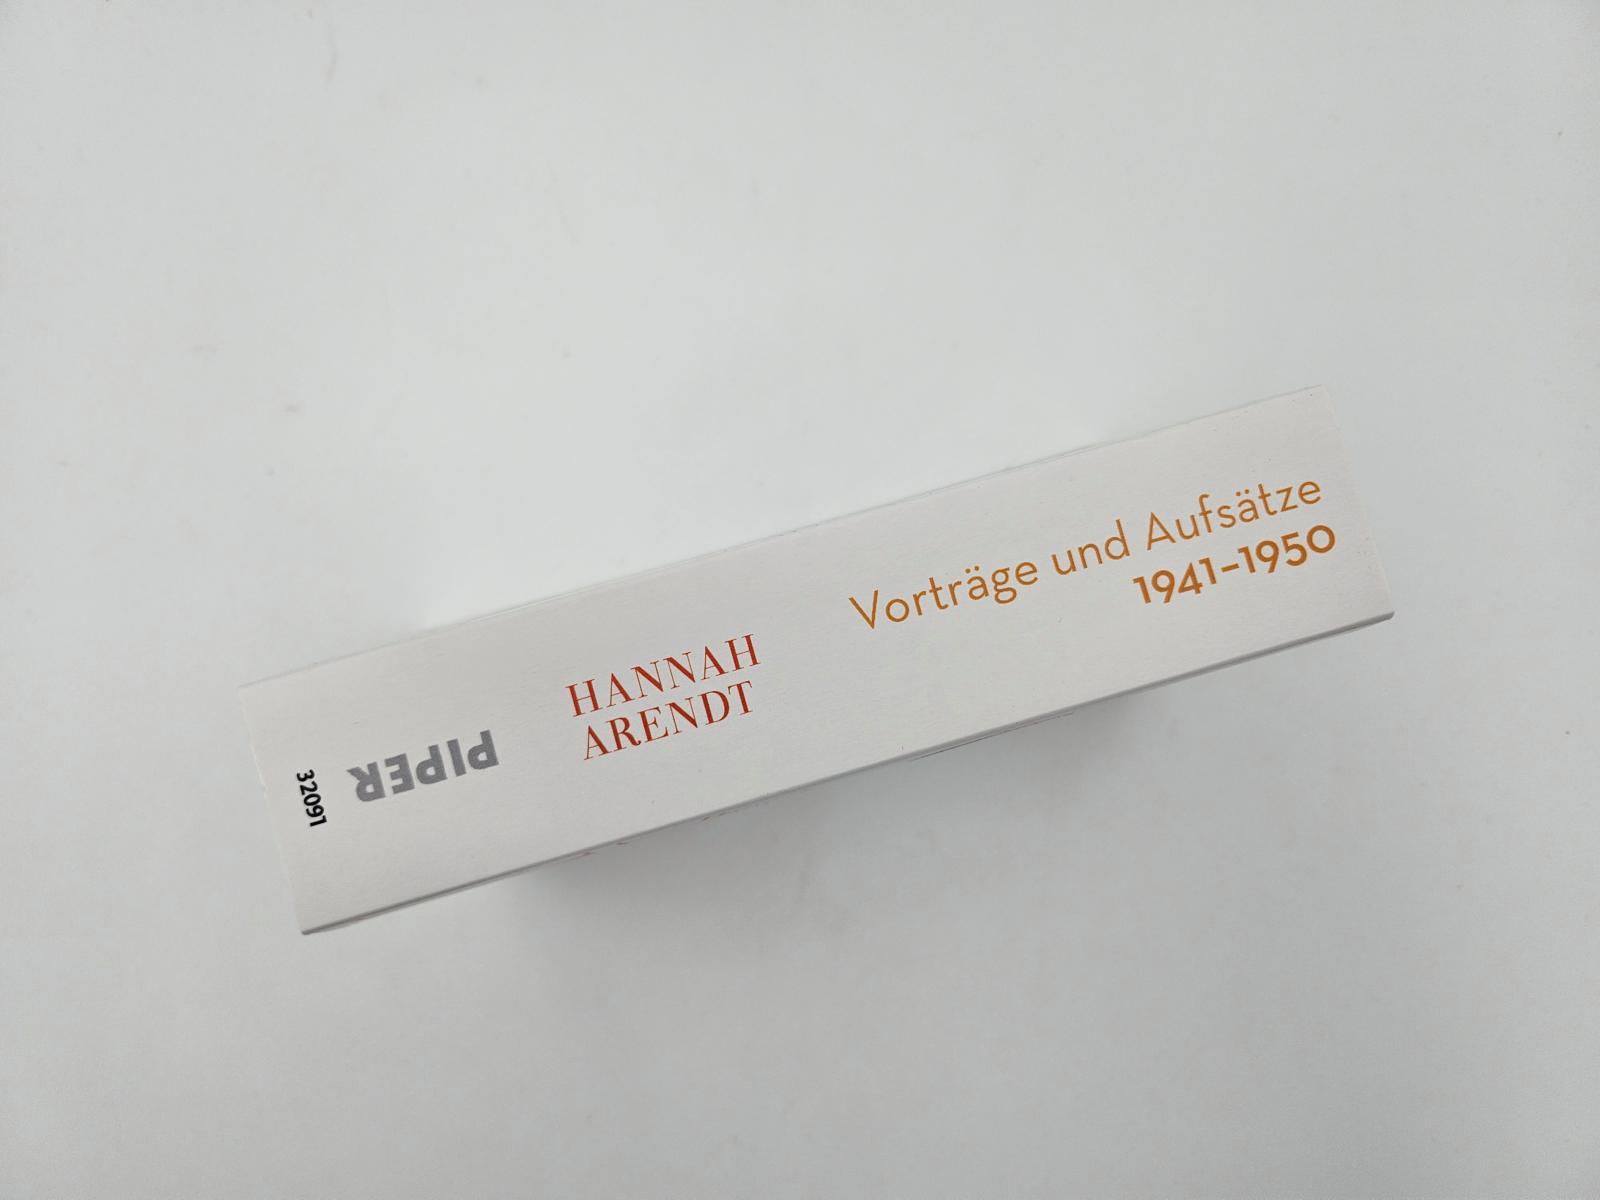 Vorträge und Aufsätze
1941–1950
HANNAH
ARENDT
PIPER
32091